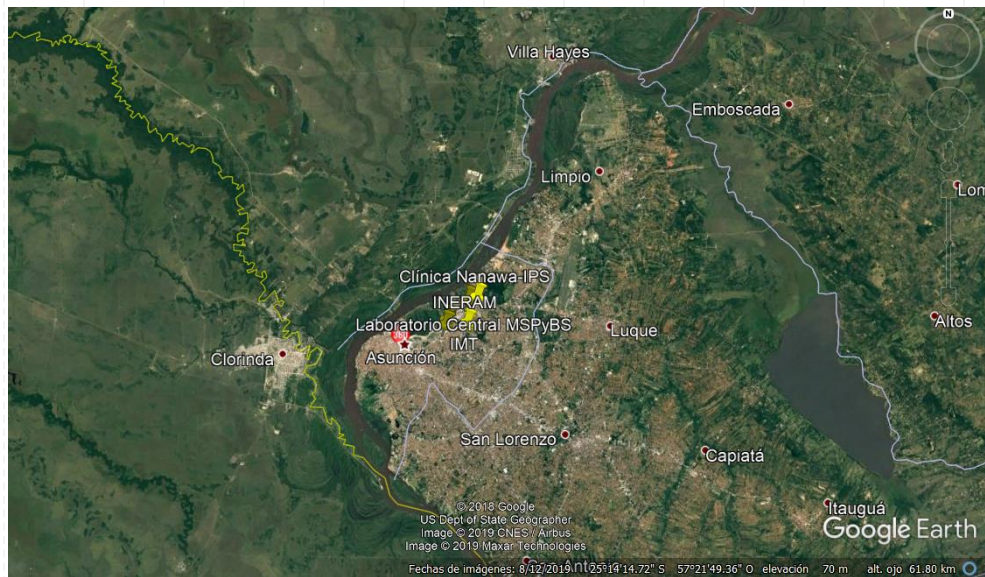 N
Villa Hayes
Emboscada
Limpio
Lom
Clínica Nanawa-IPS
INERAM
Laboratorio Central MSPyBS
IMT
Luque
Altos
Asunción
Clorinda
San Lorenzo
Capiatá
Itauguá
© 2018 Google
US Dept of State Geographer
Image © 2019 CNES / Airbus
Image © 2019 Maxar Technologies
Google Earth
Fechas de imágenes: 8/12/2019 25°14'14.72" S 57°21'49.36" O elevación 70 m alt. ojo 61.80 km